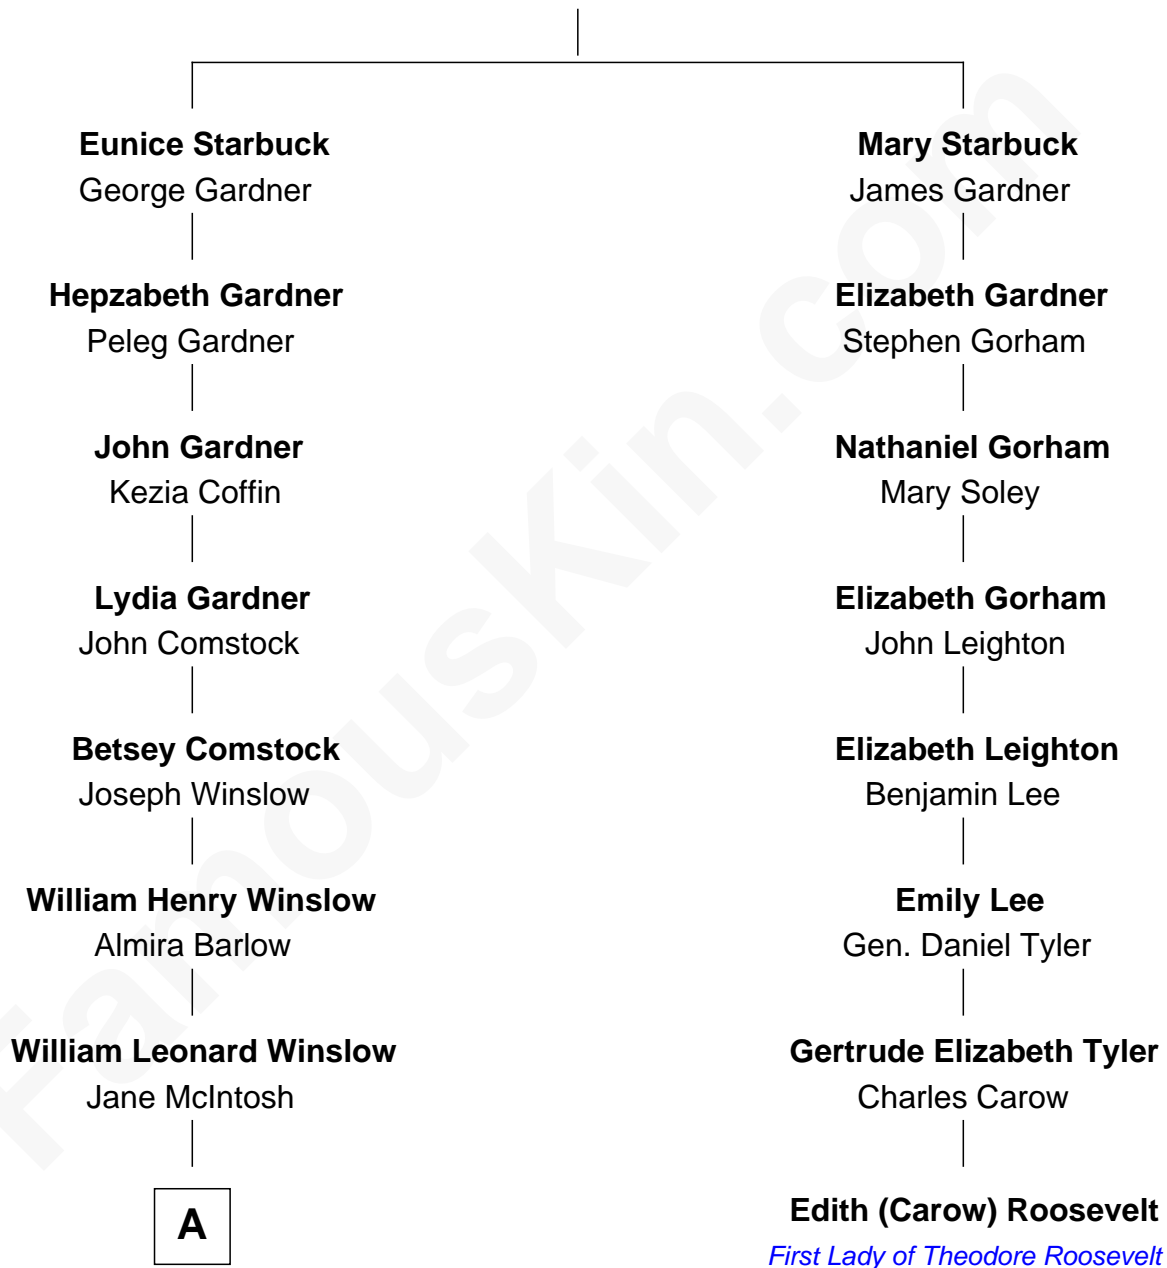 Eunice Starbuck
George Gardner
Hepzabeth Gardner
Peleg Gardner
John Gardner
Kezia Coffin
Lydia Gardner
John Comstock
Betsey Comstock
Joseph Winslow
William Henry Winslow
Almira Barlow
William Leonard Winslow
Jane McIntosh
A
Mary Starbuck
James Gardner
Elizabeth Gardner
Stephen Gorham
Nathaniel Gorham
Mary Soley
Elizabeth Gorham
John Leighton
Elizabeth Leighton
Benjamin Lee
Emily Lee
Gen. Daniel Tyler
Gertrude Elizabeth Tyler
Charles Carow
Edith (Carow) Roosevelt
First Lady of Theodore Roosevelt
FamousKin.com